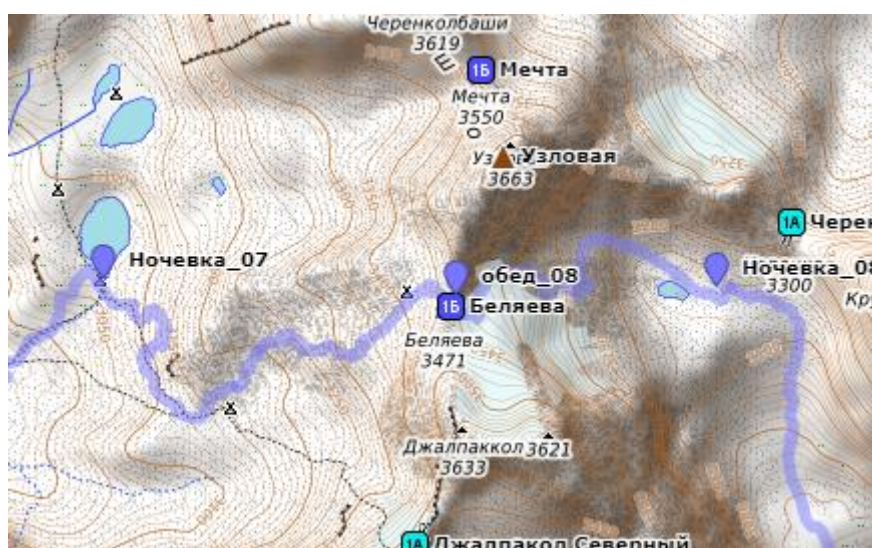 Черенколбаши
3619
1Б Мечта
Мечта
3550
Узловая
3663
1А Черен
Ночевка_07
обед_08
Ночевка_08
3300
1Б Беляева
Беляева
3471
Джалпаккол 3621
3633
1А Джалпакол Северный